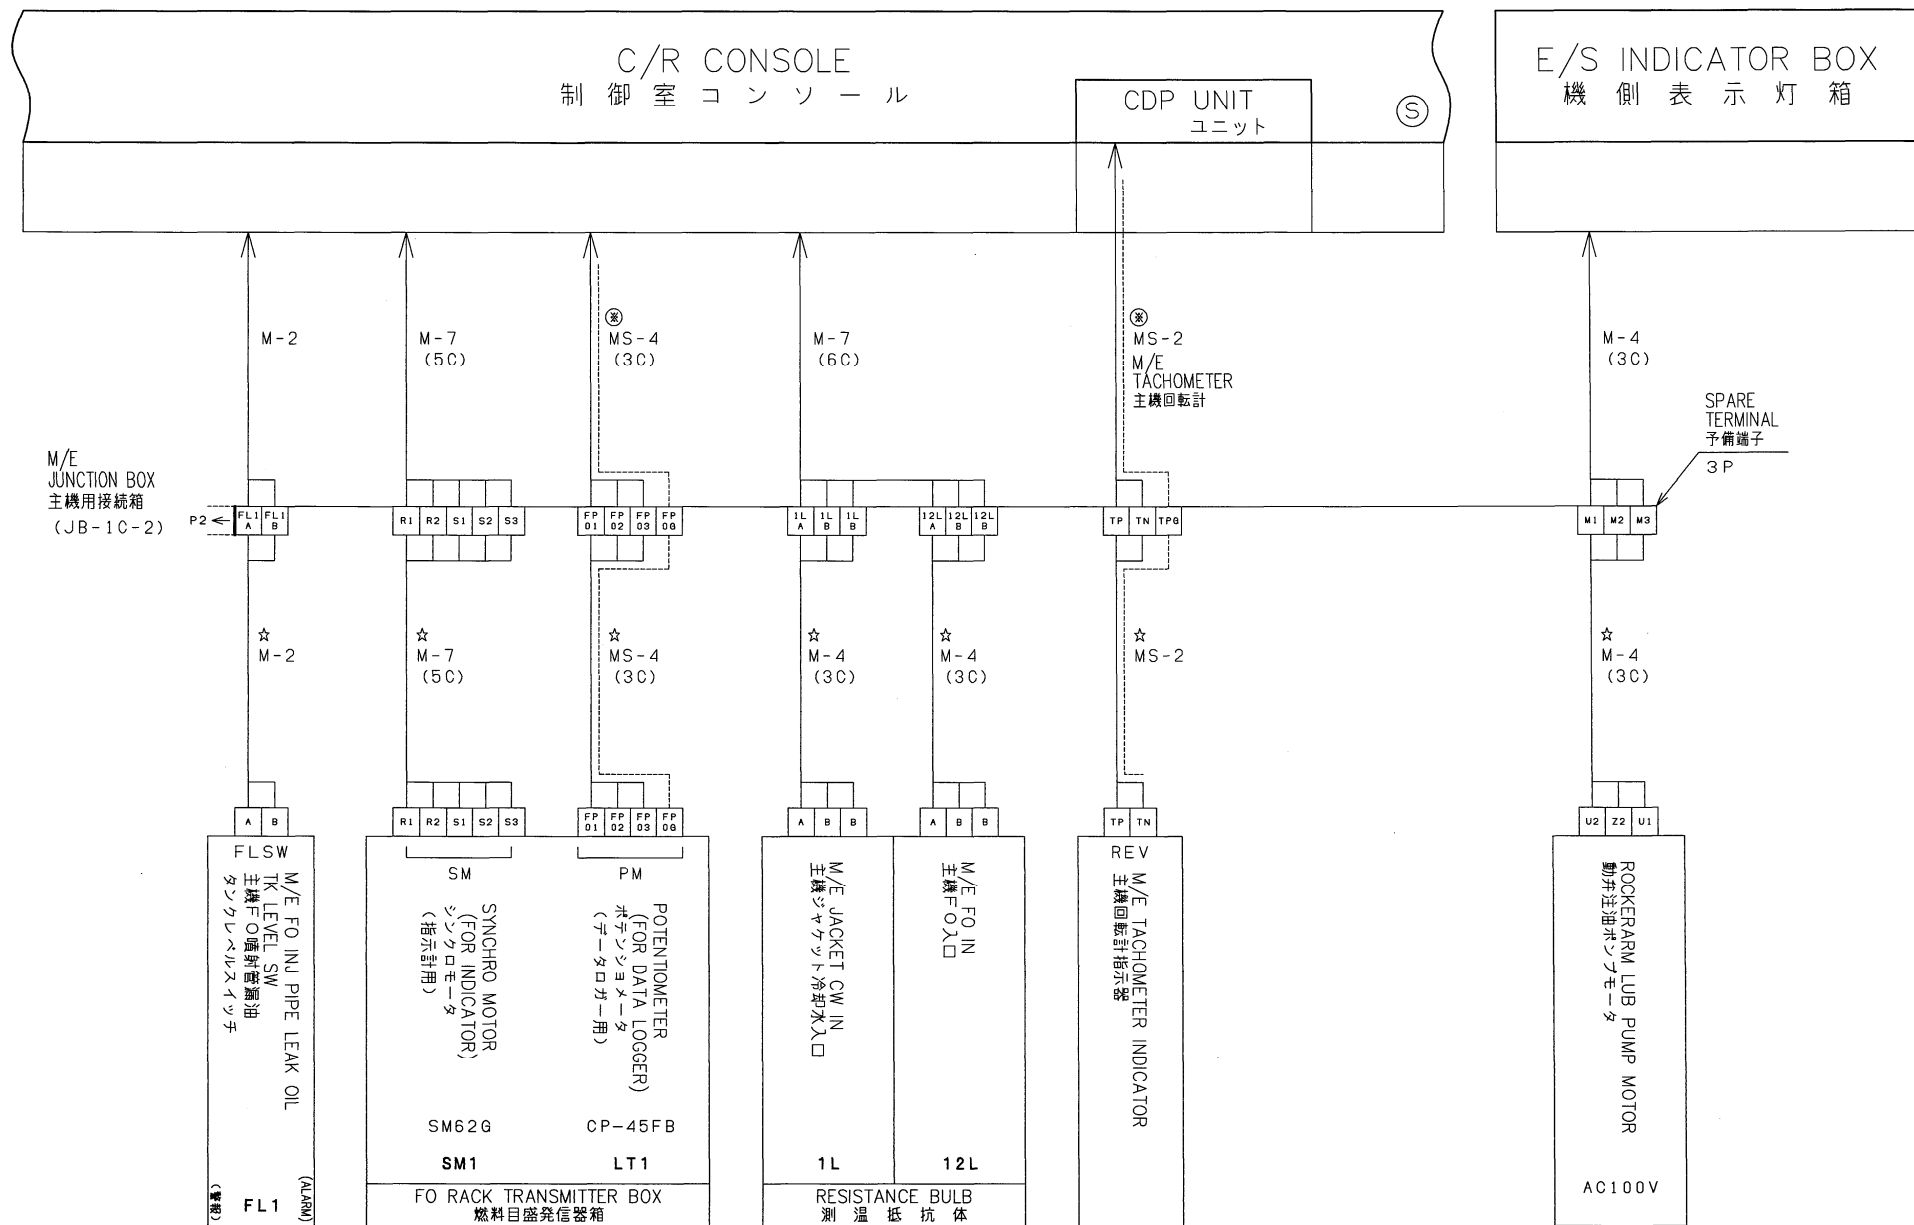 C/R CONSOLE
制御室コンソール
CDP UNIT
ユニット
Ⓢ
E/S INDICATOR BOX
機側表示灯箱
M-2
M-7
(5C)
※
MS-4
(3C)
M-7
(6C)
※
MS-2
M/E
TACHOMETER
主機回転計
M-4
(3C)
SPARE
TERMINAL
予備端子
3P
M/E
JUNCTION BOX
主機用接続箱
(JB-1C-2)
P2
FL1 A FL1 B
R1 R2 S1 S2 S3
FP 01 FP 02 FP 03 FP 0G
1L A 1L B 1L B
12L A 12L B 12L B
TP TN TPG
M1 M2 M3
☆
M-2
☆
M-7
(5C)
☆
MS-4
(3C)
☆
M-4
(3C)
☆
M-4
(3C)
☆
MS-2
☆
M-4
(3C)
A B
R1 R2 S1 S2 S3
FP 01 FP 02 FP 03 FP 0G
A B B
A B B
TP TN
U2 Z2 U1
FLSW
M/E FO INJ PIPE LEAK OIL
TK LEVEL SW
主機FO噴射管漏油
タンクレベルスイッチ
(ALARM)
(警報)
FL1
SM
SYNCHRO MOTOR
(FOR INDICATOR)
シンクロモータ
(指示計用)
SM62G
SM1
PM
POTENTIOMETER
(FOR DATA LOGGER)
ポテンショメータ
(データロガー用)
CP-45FB
LT1
FO RACK TRANSMITTER BOX
燃料目盛発信器箱
M/E JACKET CW IN
主機ジャケット冷却水入口
1L
M/E FO IN
主機FO入口
12L
RESISTANCE BULB
測温抵抗体
REV
M/E TACHOMETER INDICATOR
主機回転計指示器
ROCKERARM LUB PUMP MOTOR
動弁注油ポンプモータ
AC100V